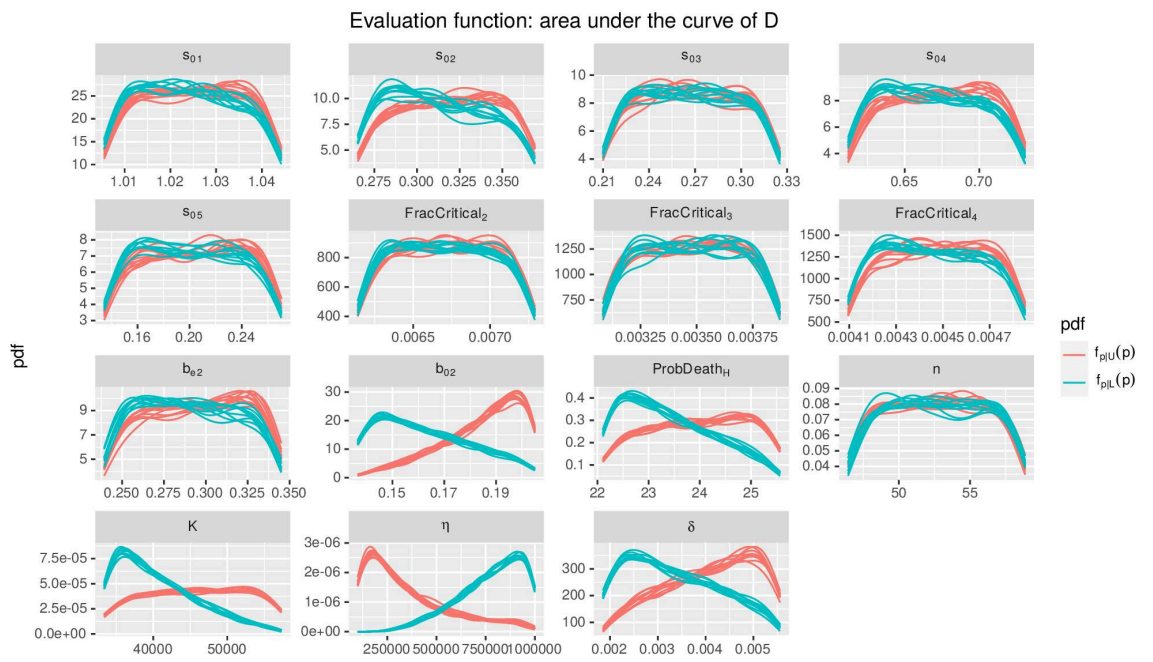 Evaluation function: area under the curve of D
s01 s02 s03 s04
25 20 15 10
10.0 7.5 5.0
10 8 6 4
8 6 4
1.01 1.02 1.03 1.04
0.275 0.300 0.325 0.350
0.21 0.24 0.27 0.30 0.33
0.65 0.70
s05 FracCritical2 FracCritical3 FracCritical4
8 7 6 5 4 3
800 600 400
1250 1000 750
1500 1250 1000 750 500
0.16 0.20 0.24
0.0065 0.0070
0.00325 0.00350 0.00375
0.0041 0.0043 0.0045 0.0047
be2 b02 ProbDeathH n
9 7 5
30 20 10 0
0.4 0.3 0.2 0.1
0.09 0.08 0.07 0.06 0.05 0.04
0.250 0.275 0.300 0.325 0.350
0.15 0.17 0.19
22 23 24 25
50 55
K η δ
7.5e-05 5.0e-05 2.5e-05 0.0e+00
3e-06 2e-06 1e-06 0e+00
300 200 100
40000 50000
250000 500000 750000 1000000
0.002 0.003 0.004 0.005
pdf
pdf
fp|U(p)
fp|L(p)